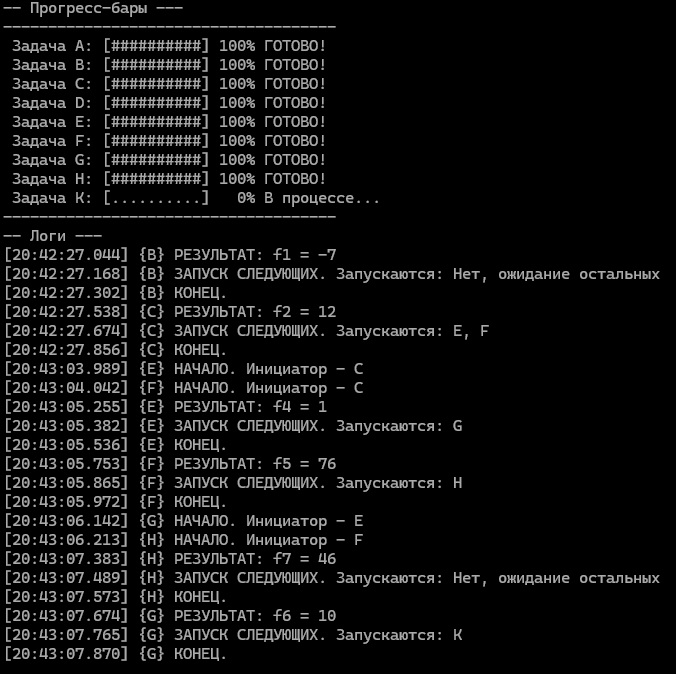 -- Прогресс-бары ---
-------------------------------------
Задача A: [##########] 100% ГОТОВО!
Задача B: [##########] 100% ГОТОВО!
Задача C: [##########] 100% ГОТОВО!
Задача D: [##########] 100% ГОТОВО!
Задача E: [##########] 100% ГОТОВО!
Задача F: [##########] 100% ГОТОВО!
Задача G: [##########] 100% ГОТОВО!
Задача H: [##########] 100% ГОТОВО!
Задача K: [..........]   0% В процессе...
-------------------------------------
-- Логи ---
[20:42:27.044] {B} РЕЗУЛЬТАТ: f1 = -7
[20:42:27.168] {B} ЗАПУСК СЛЕДУЮЩИХ. Запускаются: Нет, ожидание остальных
[20:42:27.302] {B} КОНЕЦ.
[20:42:27.538] {C} РЕЗУЛЬТАТ: f2 = 12
[20:42:27.674] {C} ЗАПУСК СЛЕДУЮЩИХ. Запускаются: E, F
[20:42:27.856] {C} КОНЕЦ.
[20:43:03.989] {E} НАЧАЛО. Инициатор - C
[20:43:04.042] {F} НАЧАЛО. Инициатор - C
[20:43:05.255] {E} РЕЗУЛЬТАТ: f4 = 1
[20:43:05.382] {E} ЗАПУСК СЛЕДУЮЩИХ. Запускаются: G
[20:43:05.536] {E} КОНЕЦ.
[20:43:05.753] {F} РЕЗУЛЬТАТ: f5 = 76
[20:43:05.865] {F} ЗАПУСК СЛЕДУЮЩИХ. Запускаются: H
[20:43:05.972] {F} КОНЕЦ.
[20:43:06.142] {G} НАЧАЛО. Инициатор - E
[20:43:06.213] {H} НАЧАЛО. Инициатор - F
[20:43:07.383] {H} РЕЗУЛЬТАТ: f7 = 46
[20:43:07.489] {H} ЗАПУСК СЛЕДУЮЩИХ. Запускаются: Нет, ожидание остальных
[20:43:07.573] {H} КОНЕЦ.
[20:43:07.674] {G} РЕЗУЛЬТАТ: f6 = 10
[20:43:07.765] {G} ЗАПУСК СЛЕДУЮЩИХ. Запускаются: K
[20:43:07.870] {G} КОНЕЦ.